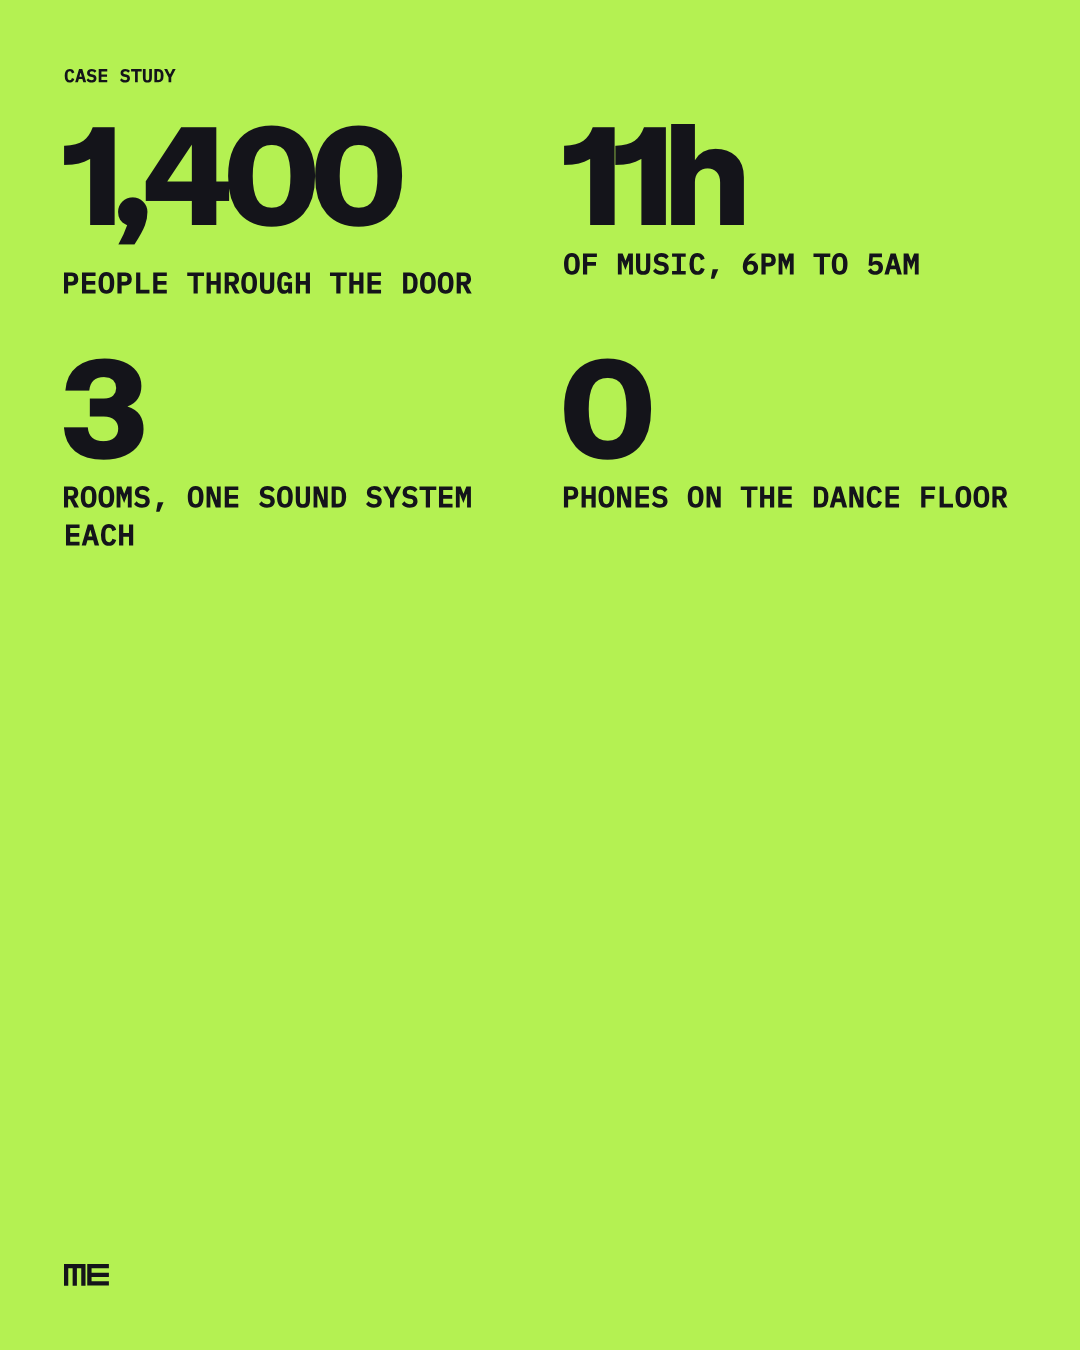 CASE STUDY
1,400
PEOPLE THROUGH THE DOOR
11h
OF MUSIC, 6PM TO 5AM
3
ROOMS, ONE SOUND SYSTEM
EACH
0
PHONES ON THE DANCE FLOOR
ME